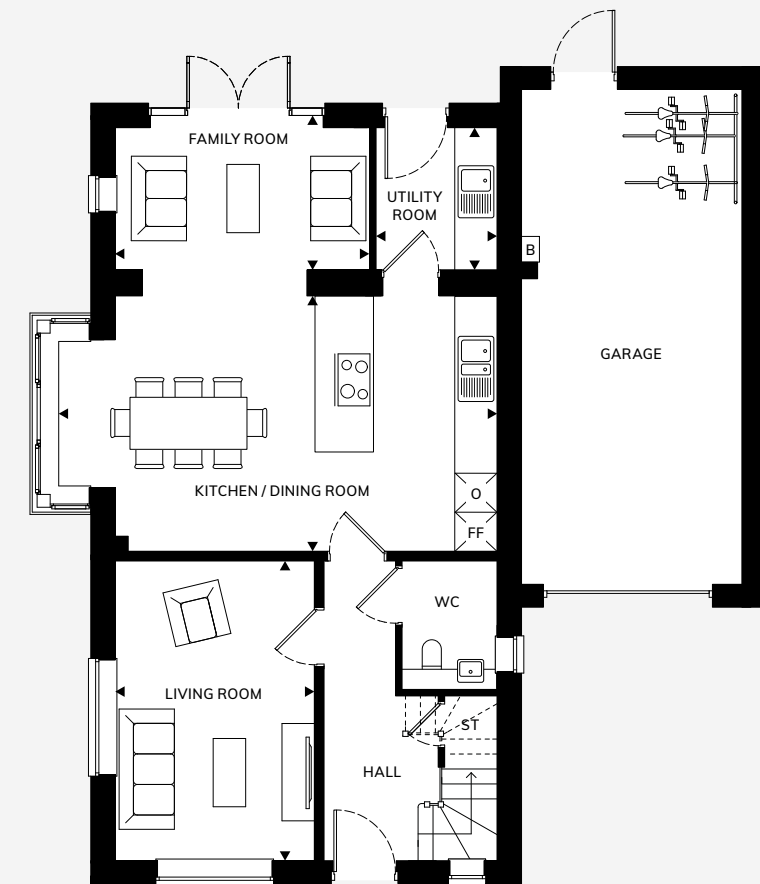 FAMILY ROOM
UTILITY
ROOM
B
GARAGE
KITCHEN / DINING ROOM
O
FF
WC
LIVING ROOM
ST
HALL